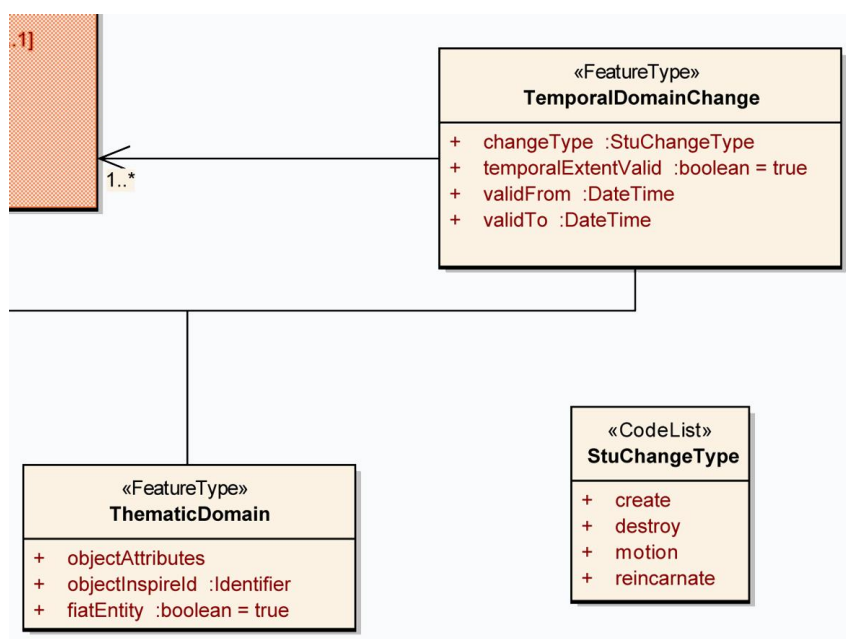 ..1]
1..*
«FeatureType»
TemporalDomainChange
+ changeType :StuChangeType
+ temporalExtentValid :boolean = true
+ validFrom :DateTime
+ validTo :DateTime
«FeatureType»
ThematicDomain
+ objectAttributes
+ objectInspireId :Identifier
+ fiatEntity :boolean = true
«CodeList»
StuChangeType
+ create
+ destroy
+ motion
+ reincarnate